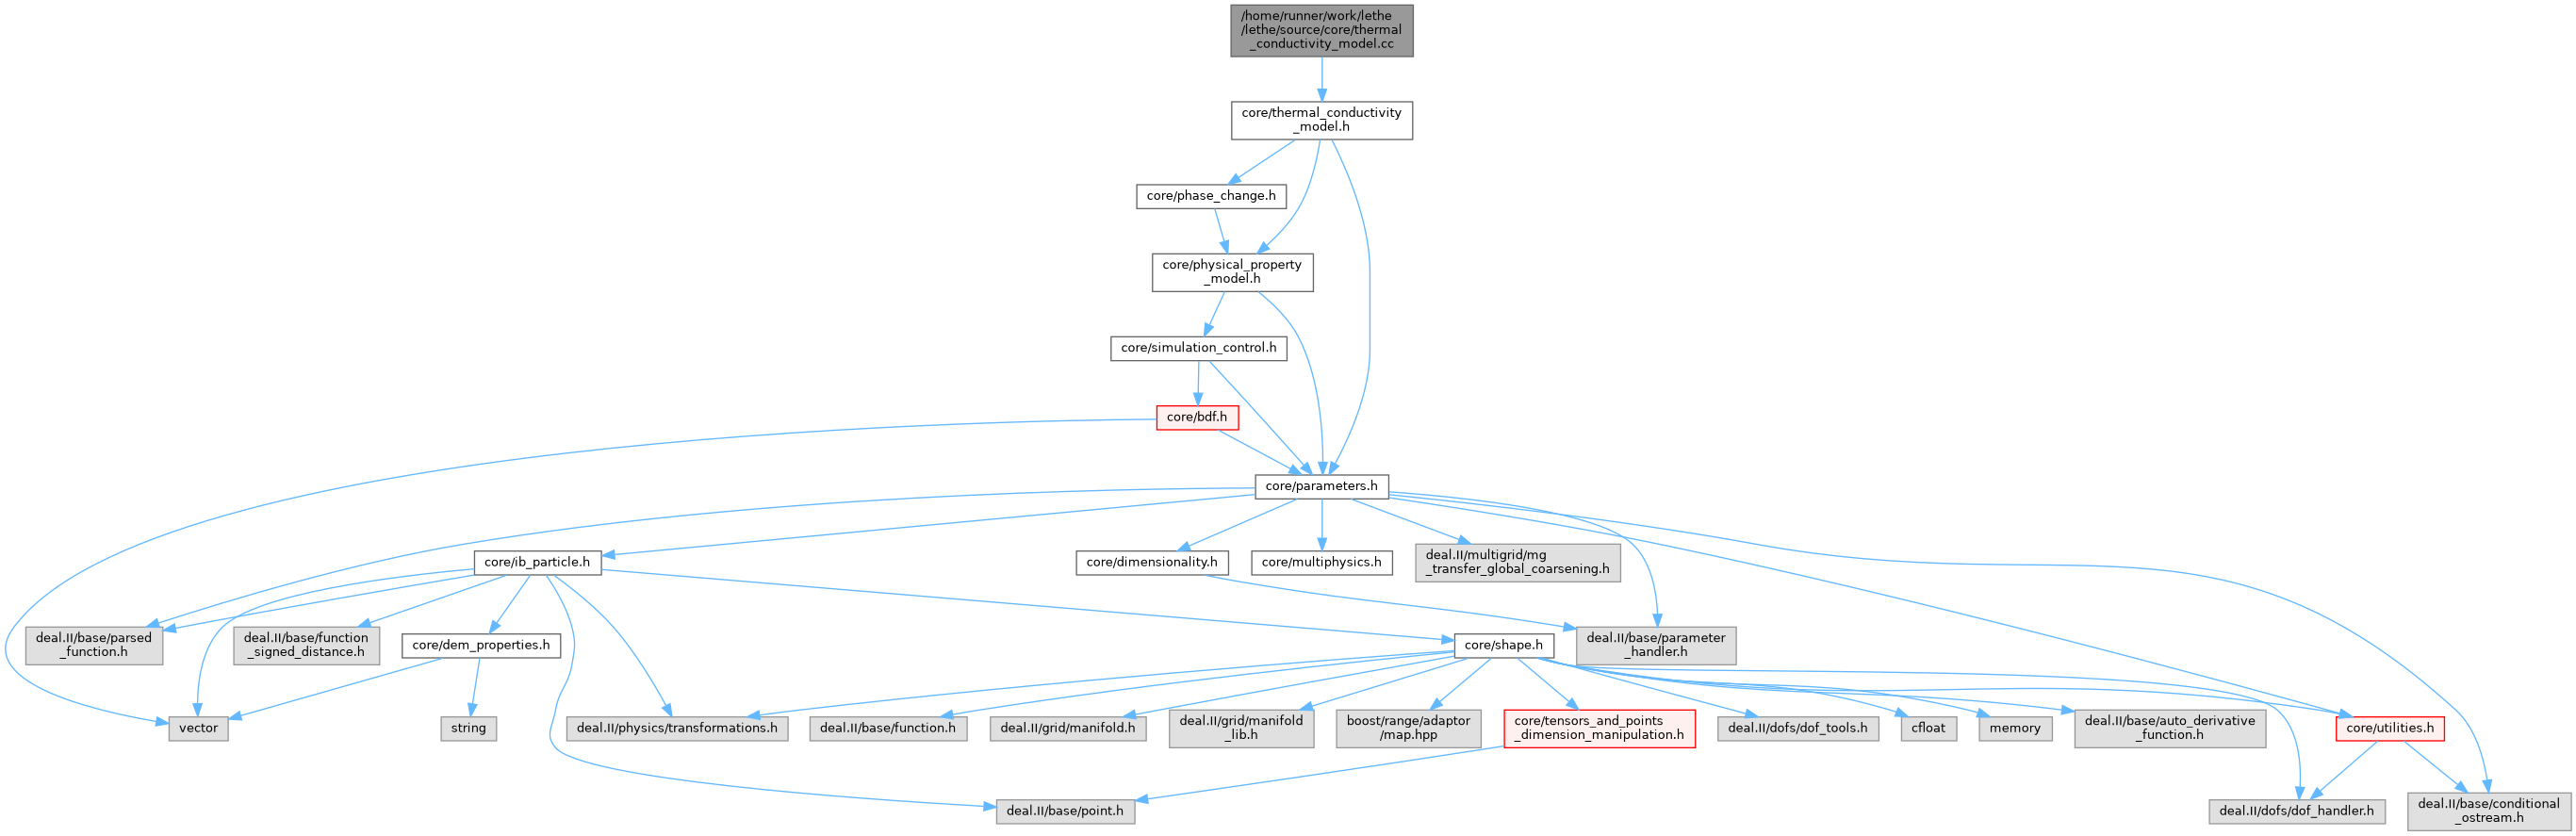 /home/runner/work/lethe
/lethe/source/core/thermal
_conductivity_model.cc
core/thermal_conductivity
_model.h
core/phase_change.h
core/physical_property
_model.h
core/simulation_control.h
core/bdf.h
core/parameters.h
core/ib_particle.h
core/dimensionality.h
core/multiphysics.h
deal.II/multigrid/mg
_transfer_global_coarsening.h
deal.II/base/parsed
_function.h
deal.II/base/function
_signed_distance.h
core/dem_properties.h
core/shape.h
deal.II/base/parameter
_handler.h
vector
string
deal.II/physics/transformations.h
deal.II/base/function.h
deal.II/grid/manifold.h
deal.II/grid/manifold
_lib.h
boost/range/adaptor
/map.hpp
core/tensors_and_points
_dimension_manipulation.h
deal.II/dofs/dof_tools.h
cfloat
memory
deal.II/base/auto_derivative
_function.h
core/utilities.h
deal.II/base/point.h
deal.II/dofs/dof_handler.h
deal.II/base/conditional
_ostream.h